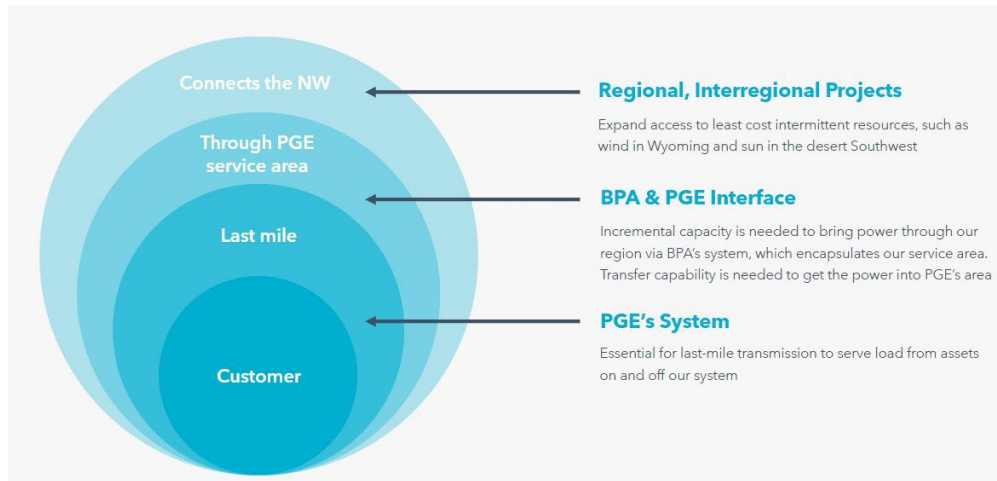 Connects the NW
Through PGE
service area
Last mile
Customer
Regional, Interregional Projects
Expand access to least cost intermittent resources, such as
wind in Wyoming and sun in the desert Southwest
BPA & PGE Interface
Incremental capacity is needed to bring power through our
region via BPA’s system, which encapsulates our service area.
Transfer capability is needed to get the power into PGE’s area
PGE’s System
Essential for last-mile transmission to serve load from assets
on and off our system